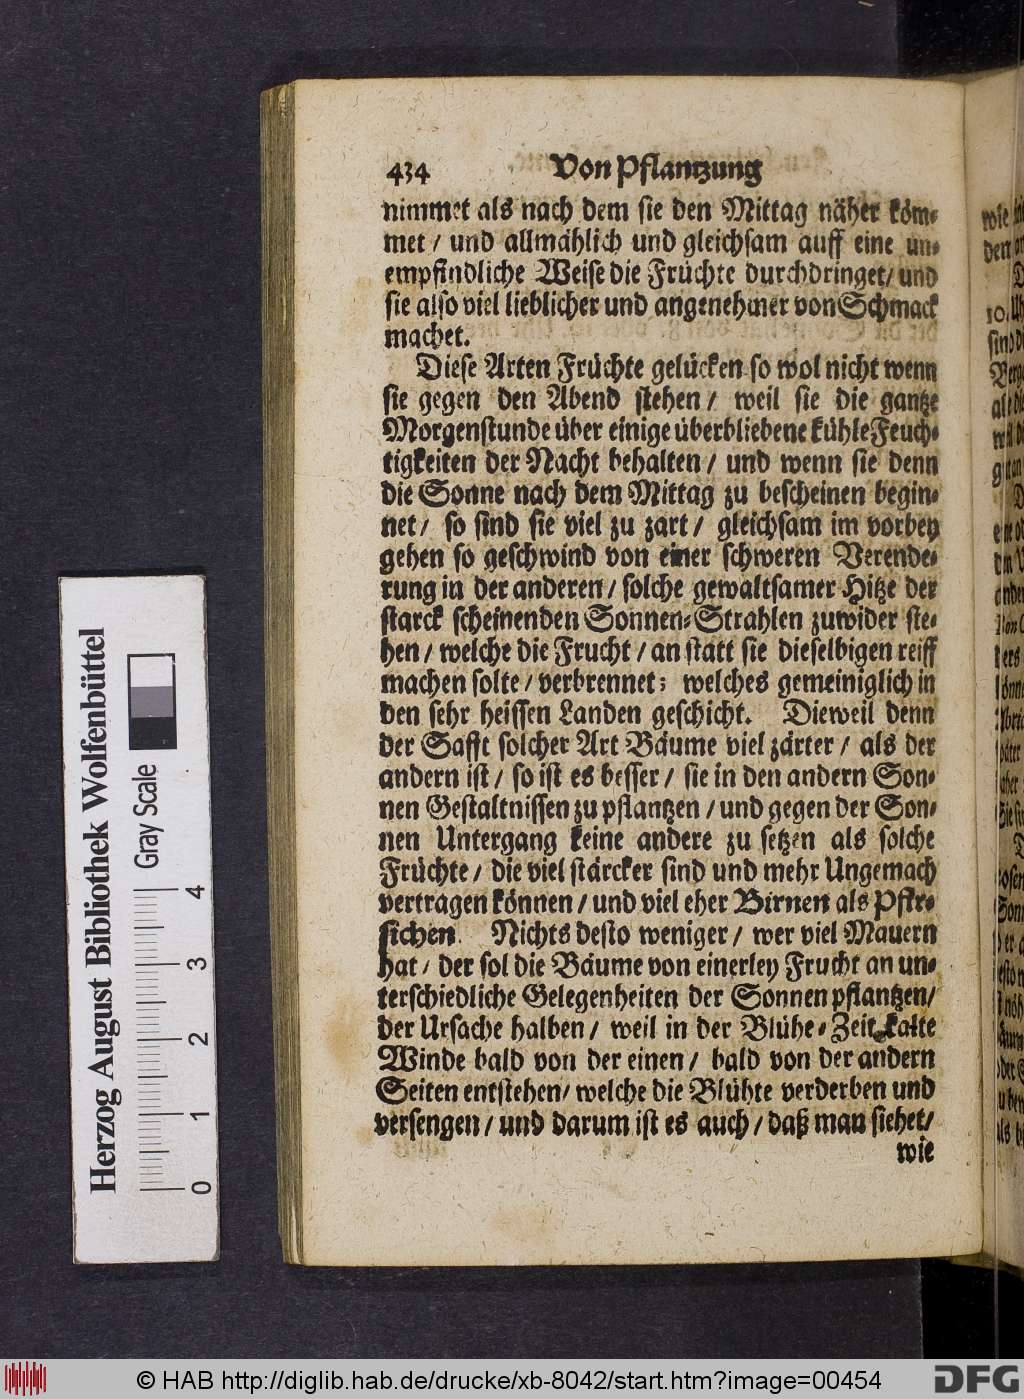 434 Von Pflantzung
nimmet als nach dem sie den Mittag näher köm⸗
met / und allmählich und gleichsam auff eine un⸗
empfindliche Weise die Früchte durchdringet / und
sie also viel lieblicher und angenehmer von Schmack
machet.
Diese Arten Früchte gelücken so wol nicht wenn
sie gegen den Abend stehen / weil sie die gantze
Morgenstunde über einige überbliebene kühle Feuch⸗
tigkeiten der Nacht behalten / und wenn sie denn
die Sonne nach dem Mittag zu bescheinen begin⸗
net / so sind sie viel zu zart / gleichsam im vorbey
gehen so geschwind von einer schweren Verende⸗
rung in der anderen / solche gewaltsamer Hitze der
starck scheinenden Sonnen⸗Strahlen zuwider ste⸗
hen / welche die Frucht / an statt sie dieselbigen reiff
machen solte / verbrennet; welches gemeiniglich in
den sehr heissen Landen geschicht. Dieweil denn
der Safft solcher Art Bäume viel zärter / als der
andern ist / so ist es besser / sie in den andern Son⸗
nen Gestaltnissen zu pflantzen / und gegen der Son⸗
nen Untergang keine andere zu setzen als solche
Früchte / die viel stärcker sind und mehr Ungemach
vertragen können / und viel eher Birnen als Pfir⸗
sichen. Nichts desto weniger / wer viel Mauern
hat / der sol die Bäume von einerley Frucht an un⸗
terschiedliche Gelegenheiten der Sonnen pflantzen /
der Ursache halben / weil in der Blühe⸗Zeit kalte
Winde bald von der einen / bald von der andern
Seiten entstehen / welche die Blühte verderben und
versengen / und darum ist es auch / daß man siehet /
wie
Herzog August Bibliothek Wolfenbüttel
Gray Scale
0 1 2 3 4
© HAB http://diglib.hab.de/drucke/xb-8042/start.htm?image=00454
DFG